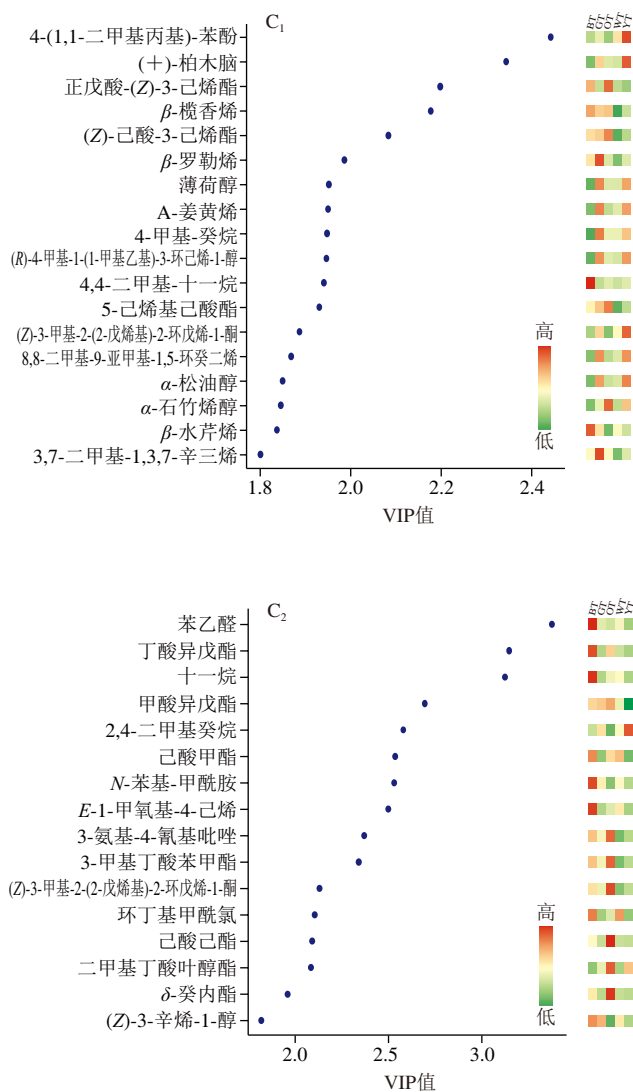 C₁
BT GT OT WT YT
4-(1,1-二甲基丙基)-苯酚
(+)-柏木脑
正戊酸-(Z)-3-己烯酯
β-榄香烯
(Z)-己酸-3-己烯酯
β-罗勒烯
薄荷醇
A-姜黄烯
4-甲基-癸烷
(R)-4-甲基-1-(1-甲基乙基)-3-环己烯-1-醇
4,4-二甲基-十一烷
5-己烯基己酸酯
(Z)-3-甲基-2-(2-戊烯基)-2-环戊烯-1-酮
8,8-二甲基-9-亚甲基-1,5-环癸二烯
α-松油醇
α-石竹烯醇
β-水芹烯
3,7-二甲基-1,3,7-辛三烯
高
低
1.8 2.0 2.2 2.4
VIP值
C₂
BT GT OT WT YT
苯乙醛
丁酸异戊酯
十一烷
甲酸异戊酯
2,4-二甲基癸烷
己酸甲酯
N-苯基-甲酰胺
E-1-甲氧基-4-己烯
3-氨基-4-氰基吡唑
3-甲基丁酸苯甲酯
(Z)-3-甲基-2-(2-戊烯基)-2-环戊烯-1-酮
环丁基甲酰氯
己酸己酯
二甲基丁酸叶醇酯
δ-癸内酯
(Z)-3-辛烯-1-醇
高
低
2.0 2.5 3.0
VIP值